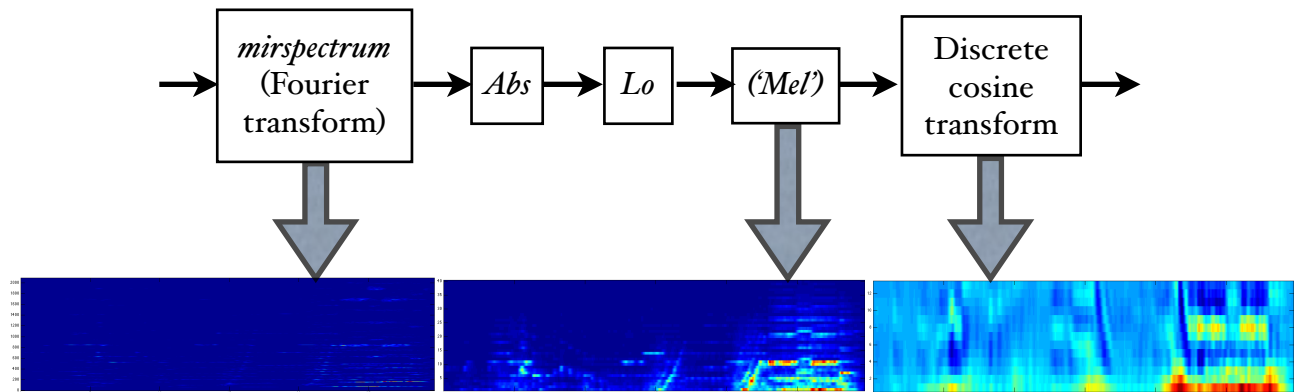 mirspectrum
(Fourier
transform)
Abs
Lo
('Mel')
Discrete
cosine
transform